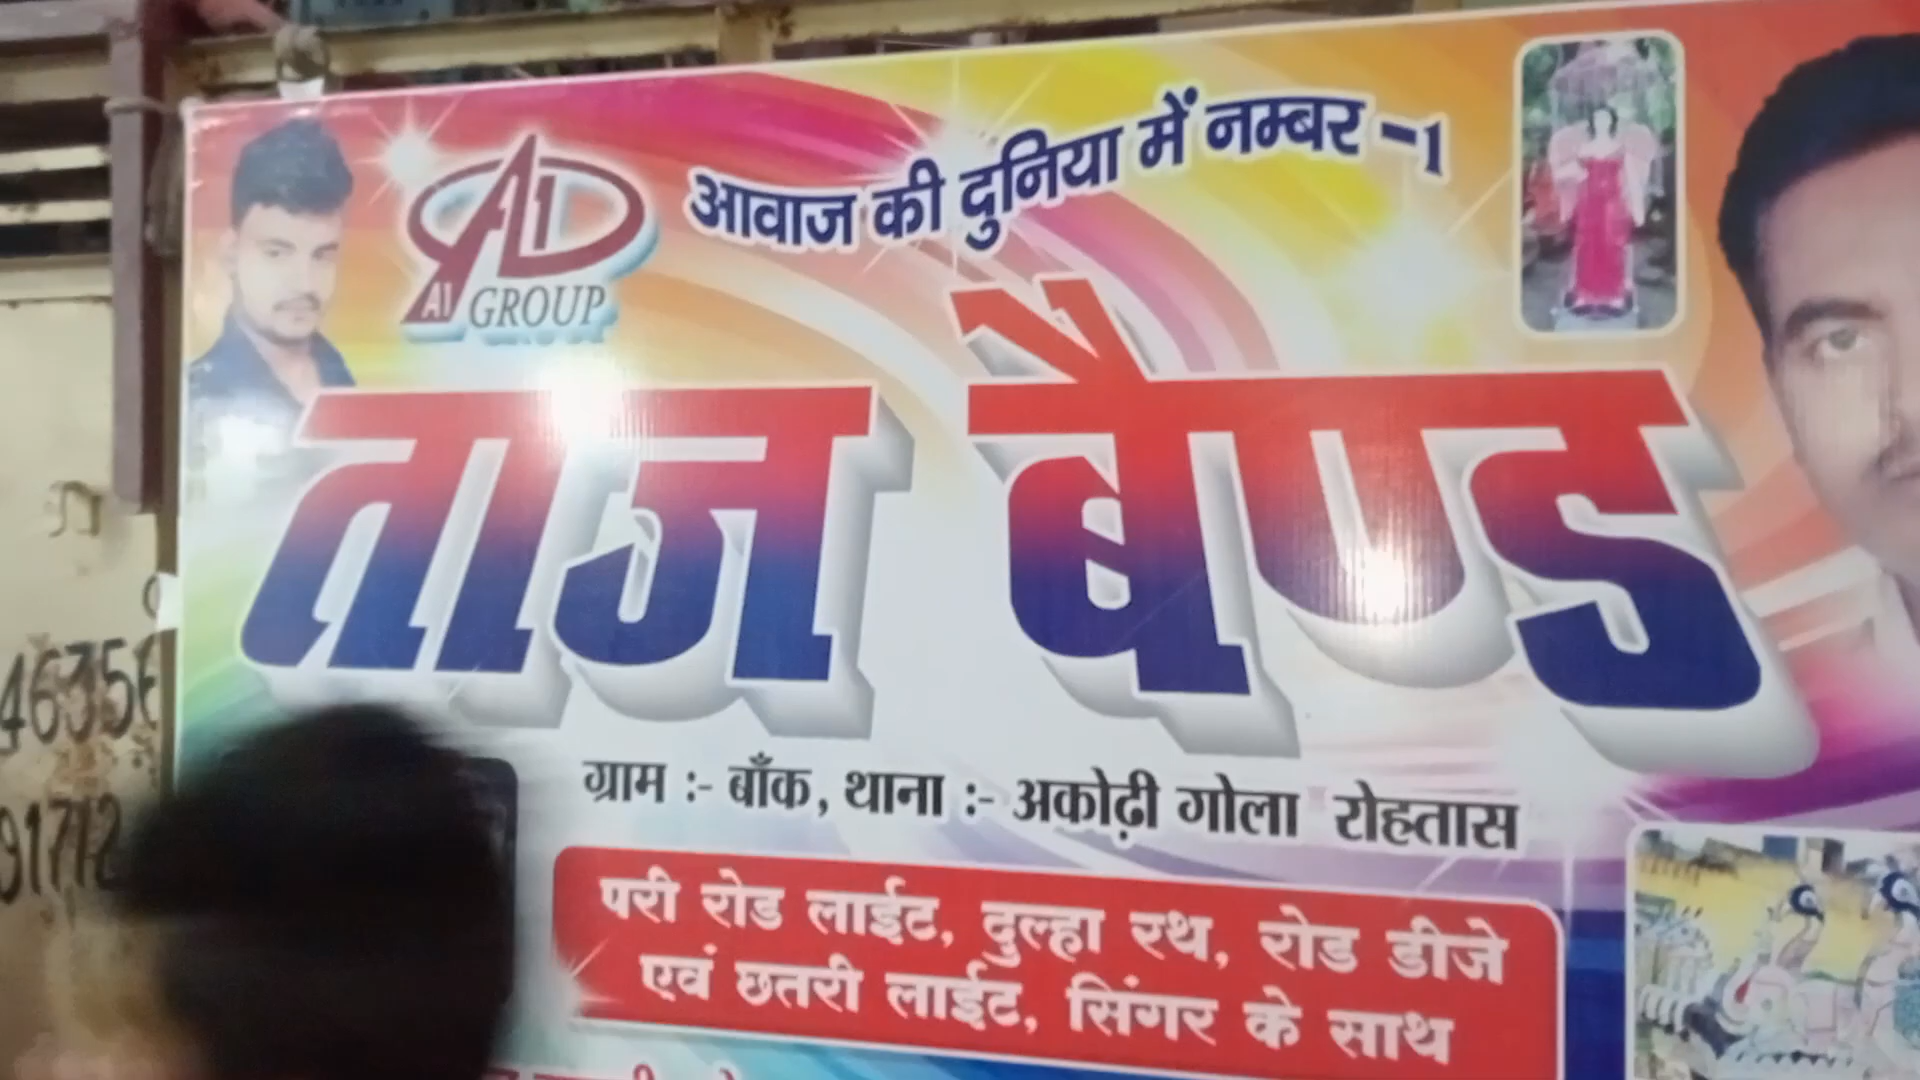 आवाज की दुनिया में नम्बर -1
A1 GROUP
ताज बैण्ड
ग्राम :- बाँक, थाना :- अकोढ़ी गोला रोहतास
परी रोड लाईट, दुल्हा रथ, रोड डीजे
एवं छतरी लाईट, सिंगर के साथ